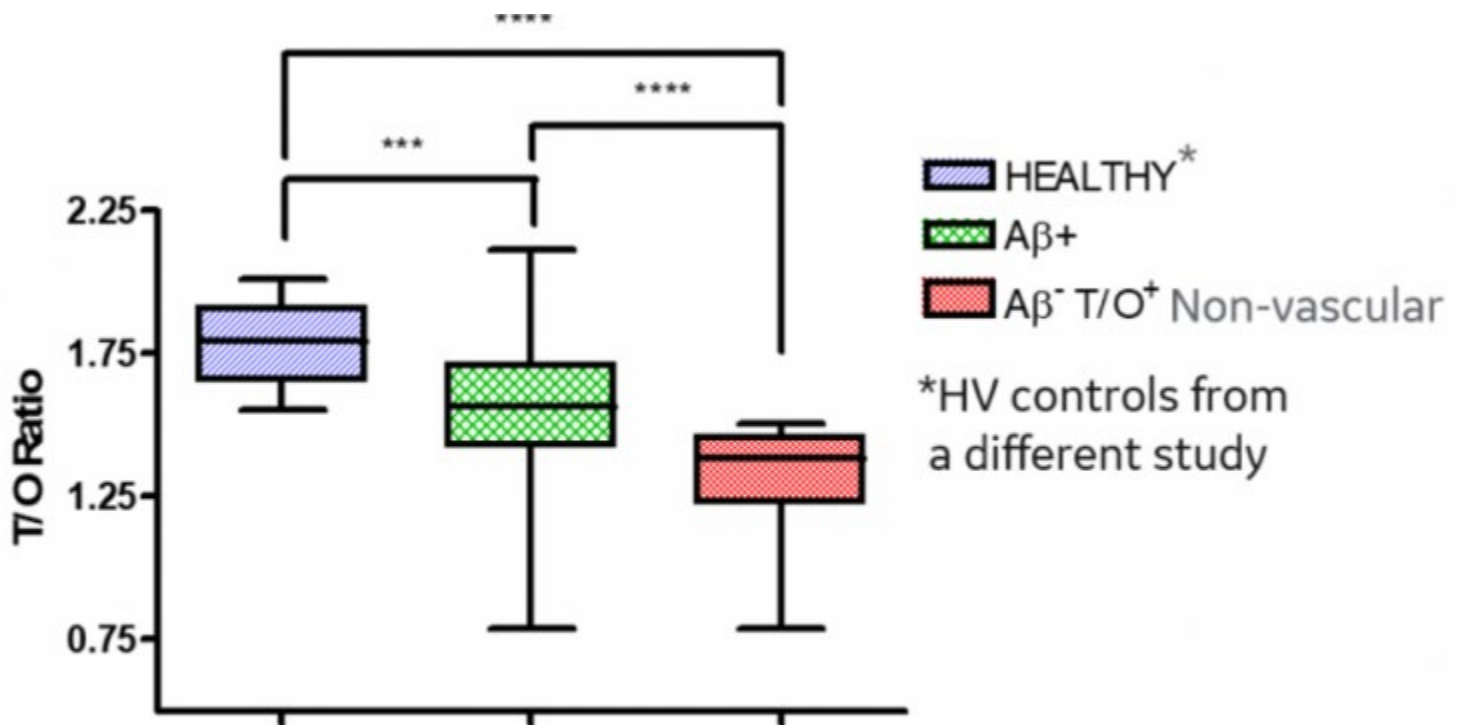 ****
****
***
2.25
1.75
1.25
0.75
T/O Ratio
HEALTHY*
Aβ+
Aβ- T/O+ Non-vascular
*HV controls from
a different study